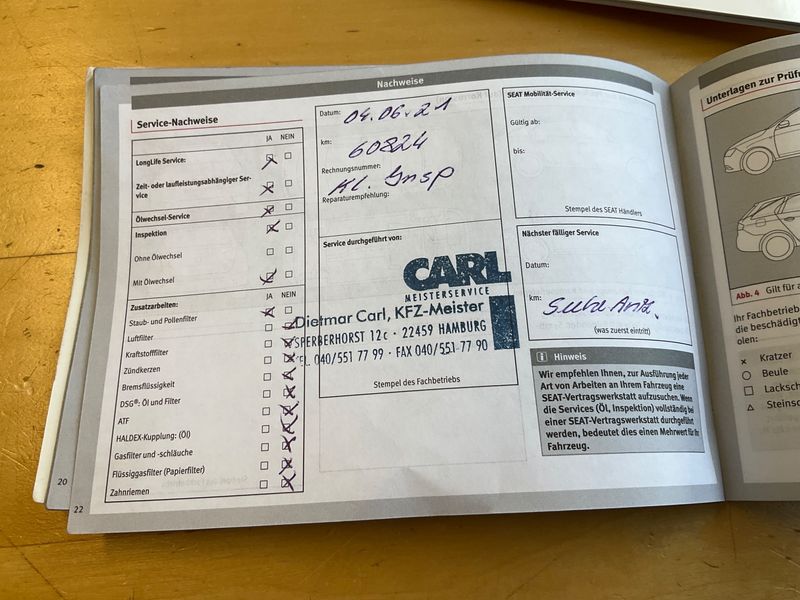 Nachweise
Service-Nachweise
JA NEIN
LongLife Service:
Zeit- oder laufleistungsabhängiger Ser-
vice
Ölwechsel-Service
Inspektion
Ohne Ölwechsel
Mit Ölwechsel
Zusatzarbeiten: JA NEIN
Staub- und Pollenfilter
Luftfilter
Kraftstofffilter
Zündkerzen
Bremsflüssigkeit
DSG®: Öl und Filter
ATF
HALDEX-Kupplung: (Öl)
Gasfilter und -schläuche
Flüssiggasfilter (Papierfilter)
Zahnriemen
20
22
Datum: 04.06.21
km: 60824
Rechnungsnummer:
Kl. Insp
Reparaturempfehlung:
Service durchgeführt von:
CARL
MEISTERSERVICE
Dietmar Carl, KFZ-Meister
SPERBERHORST 12c · 22459 HAMBURG
040/551 77 99 · FAX 040/551 77 90
Stempel des Fachbetriebs
SEAT Mobilität-Service
Gültig ab:
bis:
Stempel des SEAT Händlers
Nächster fälliger Service
Datum:
km:
(was zuerst eintritt)
i Hinweis
Wir empfehlen Ihnen, zur Ausführung jeder
Art von Arbeiten an Ihrem Fahrzeug eine
SEAT-Vertragswerkstatt aufzusuchen. Wenn
die Services (Öl, Inspektion) vollständig bei
einer SEAT-Vertragswerkstatt durchgeführt
werden, bedeutet dies einen Mehrwert für Ihr
Fahrzeug.
Unterlagen zur
Abb. 4 Gilt für
Ihr Fachbetrieb
die beschädigt
olen:
Kratzer
Beule